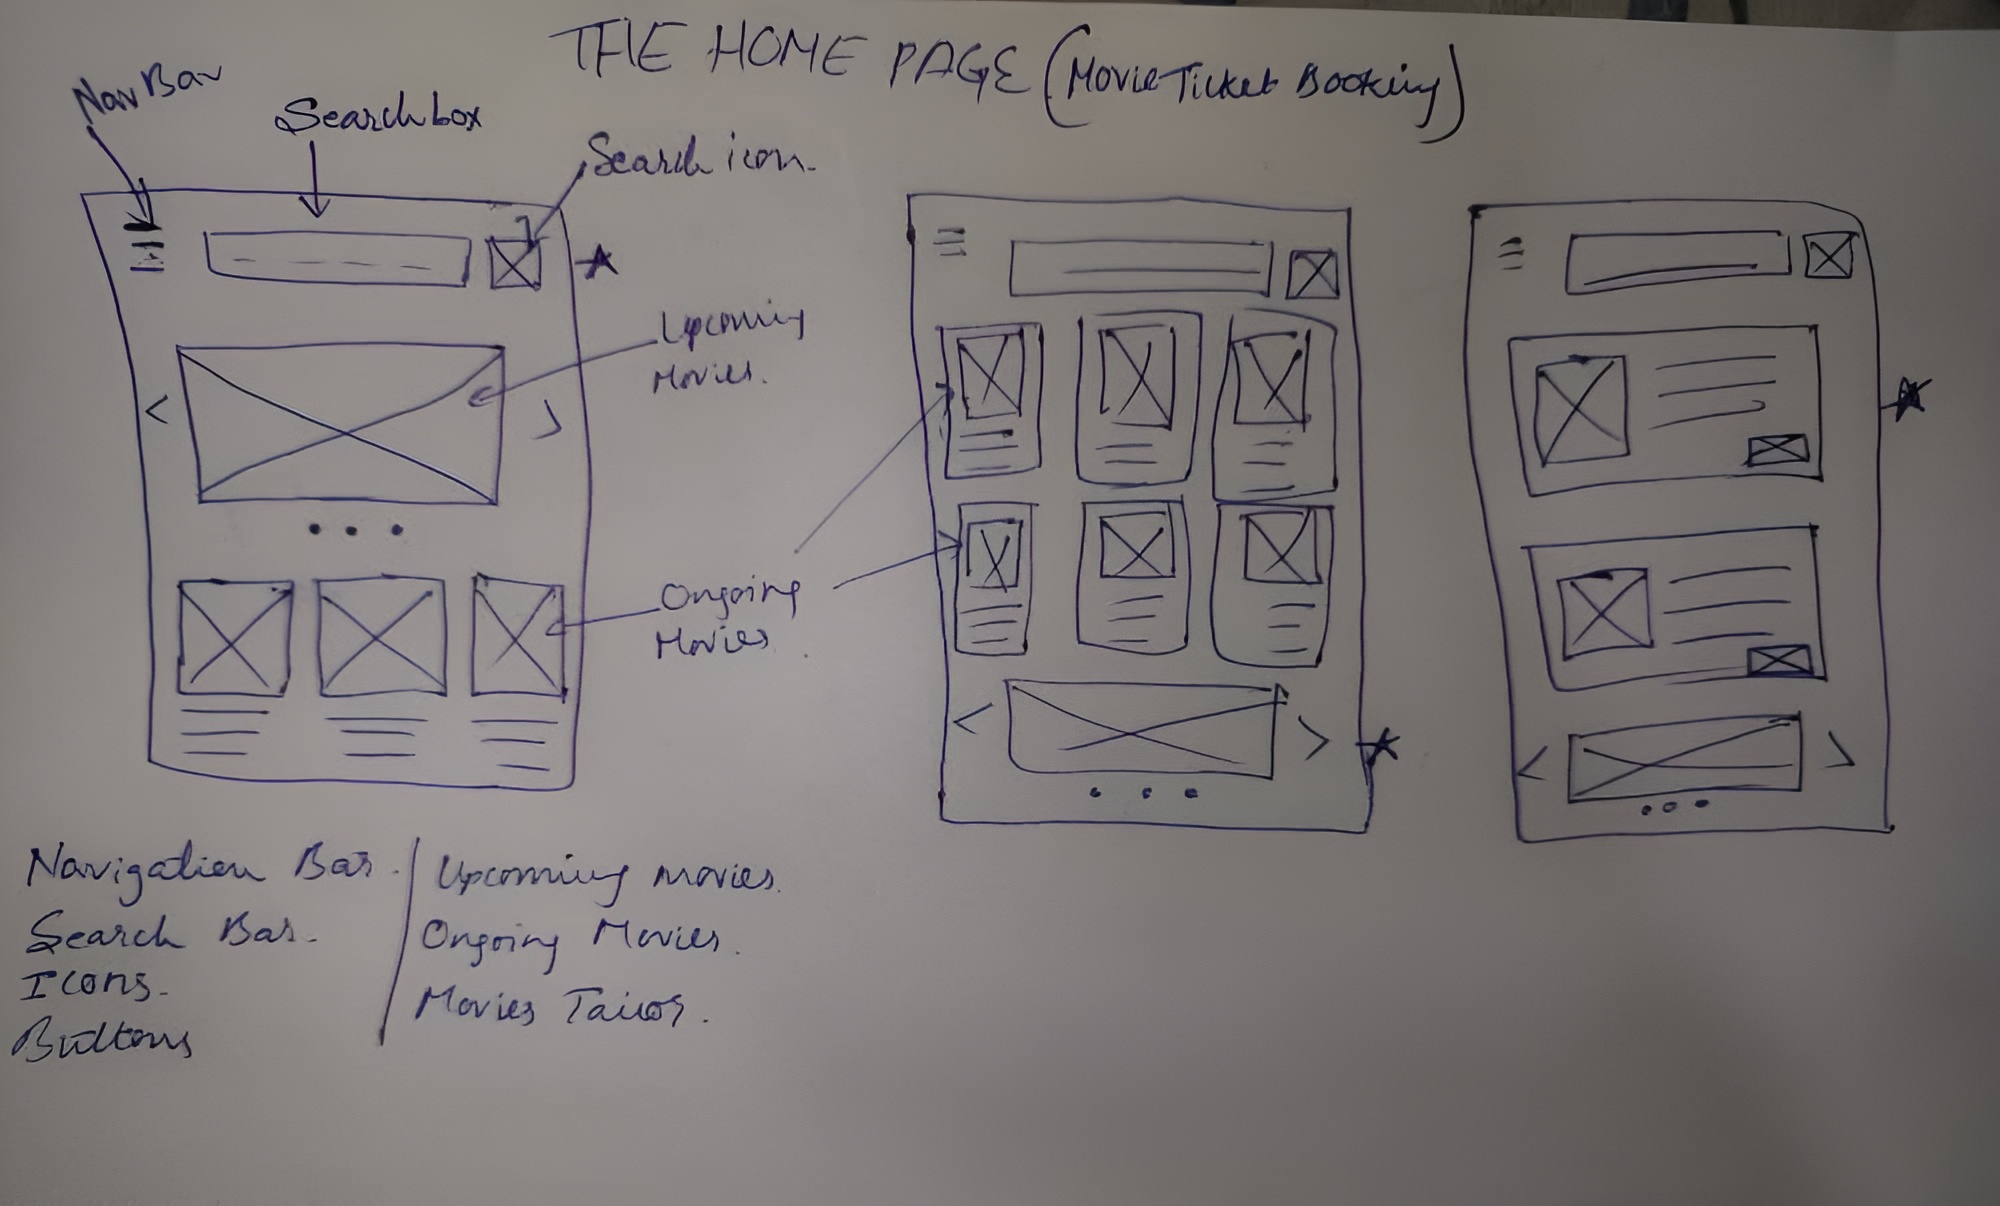 THE HOME PAGE (Movie Ticket Booking)
Nav Bar
Search box
Search icon.
Upcoming
Movies.
Ongoing
Movies.
Navigation Bar.
Search Bar.
Icons.
Buttons
Upcoming movies.
Ongoing Movies.
Movies